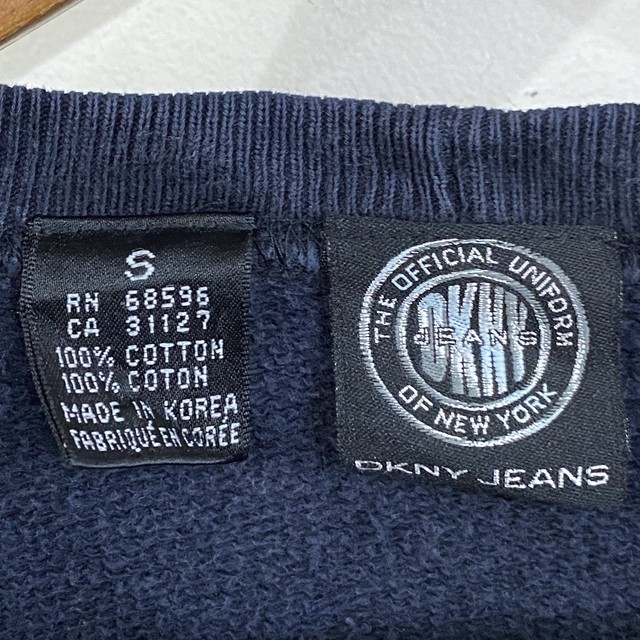 S
RN 68596
CA 31127
100% COTTON
100% COTON
MADE IN KOREA
FABRIQUÉ EN CORÉE
THE OFFICIAL UNIFORM
DKNY
JEANS
OF NEW YORK
DKNY JEANS